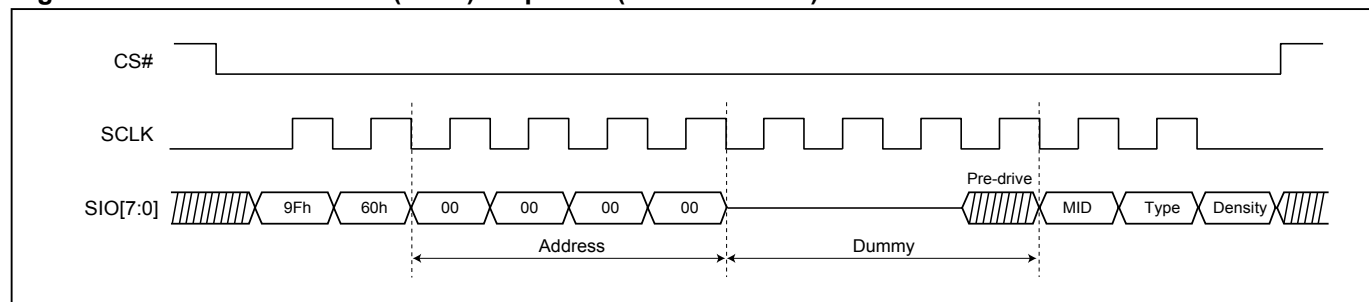 CS#
SCLK
Pre-drive
SIO[7:0] 9Fh 60h 00 00 00 00 MID Type Density
Address Dummy